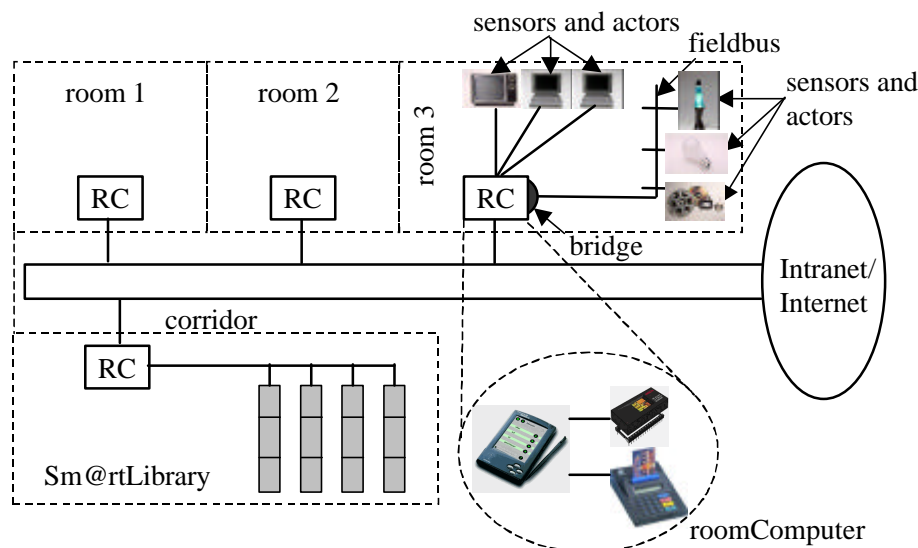 sensors and actors
fieldbus
room 1
room 2
room 3
sensors and
actors
RC
RC
RC
bridge
Intranet/
Internet
corridor
RC
Sm@rtLibrary
roomComputer